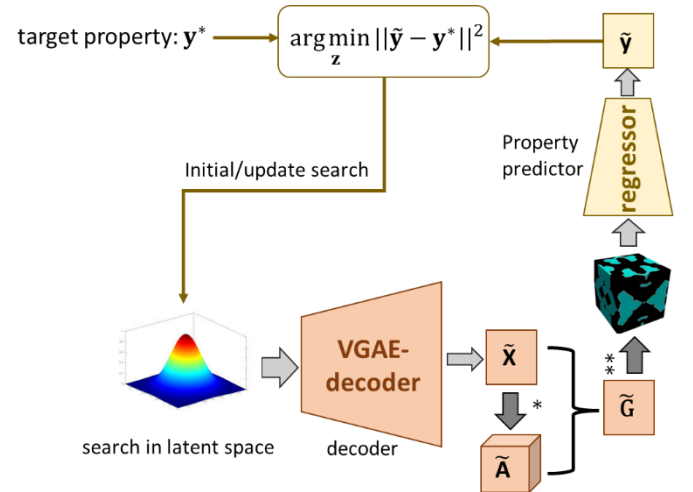 target property: y*
arg min ||ỹ − y*||²
z
ỹ
Property
predictor
regressor
Initial/update search
VGAE-
decoder
X̃
*
Ã
**
G̃
search in latent space
decoder